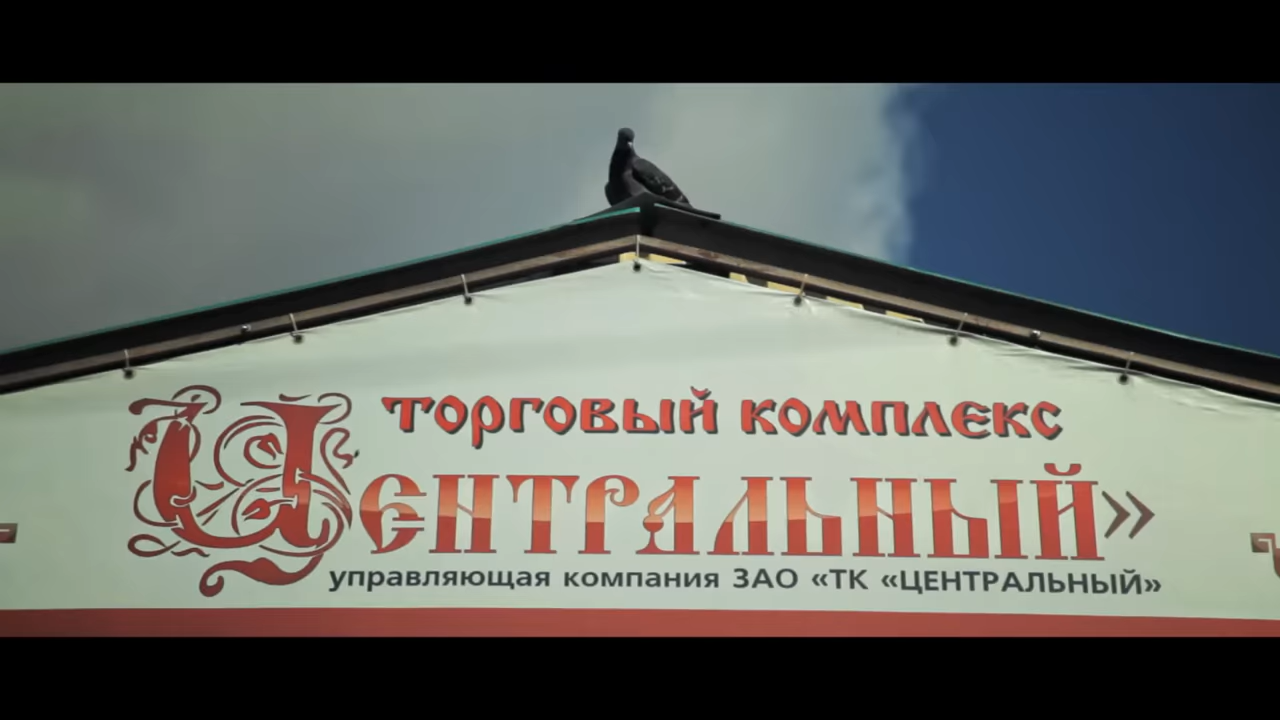 торговый комплекс
Центральный»
управляющая компания ЗАО «ТК «ЦЕНТРАЛЬНЫЙ»